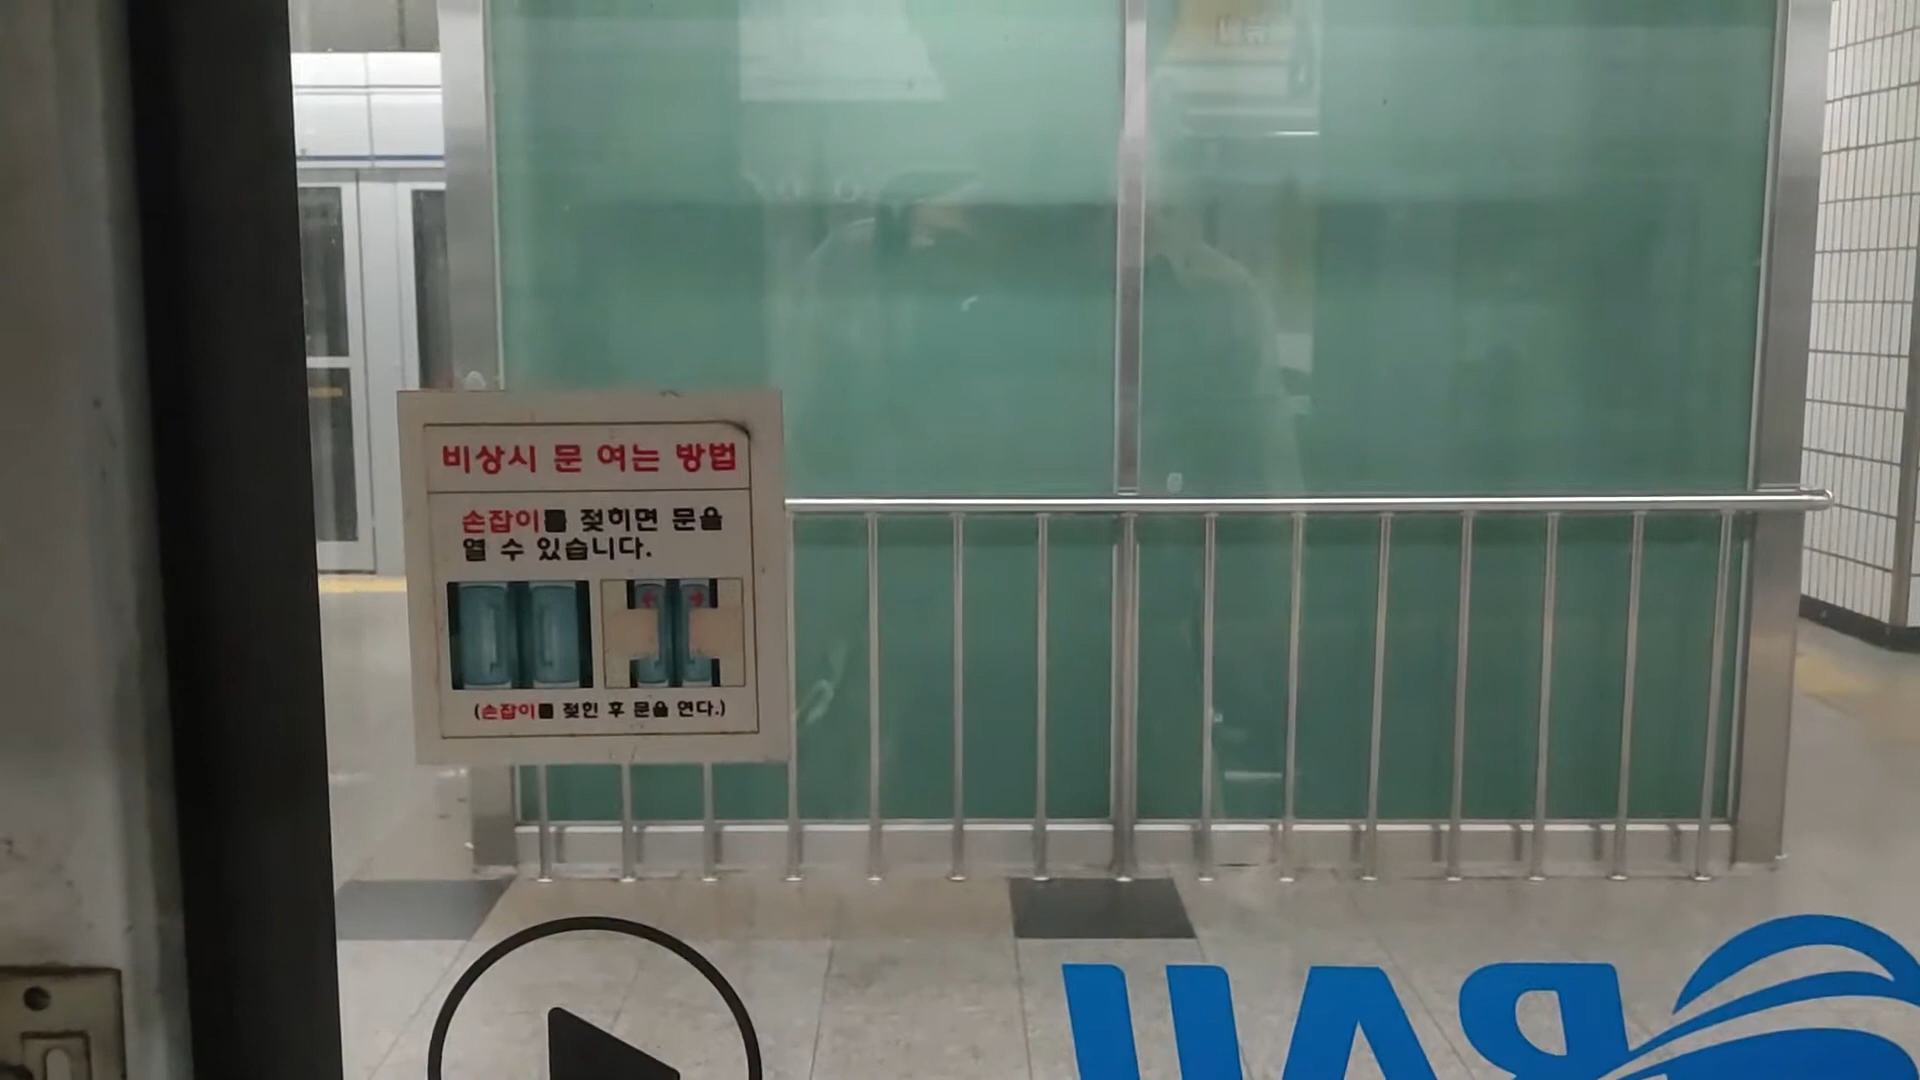 비상시 문 여는 방법
손잡이를 젖히면 문을
열 수 있습니다.
(손잡이를 젖힌 후 문을 연다.)
RAIL